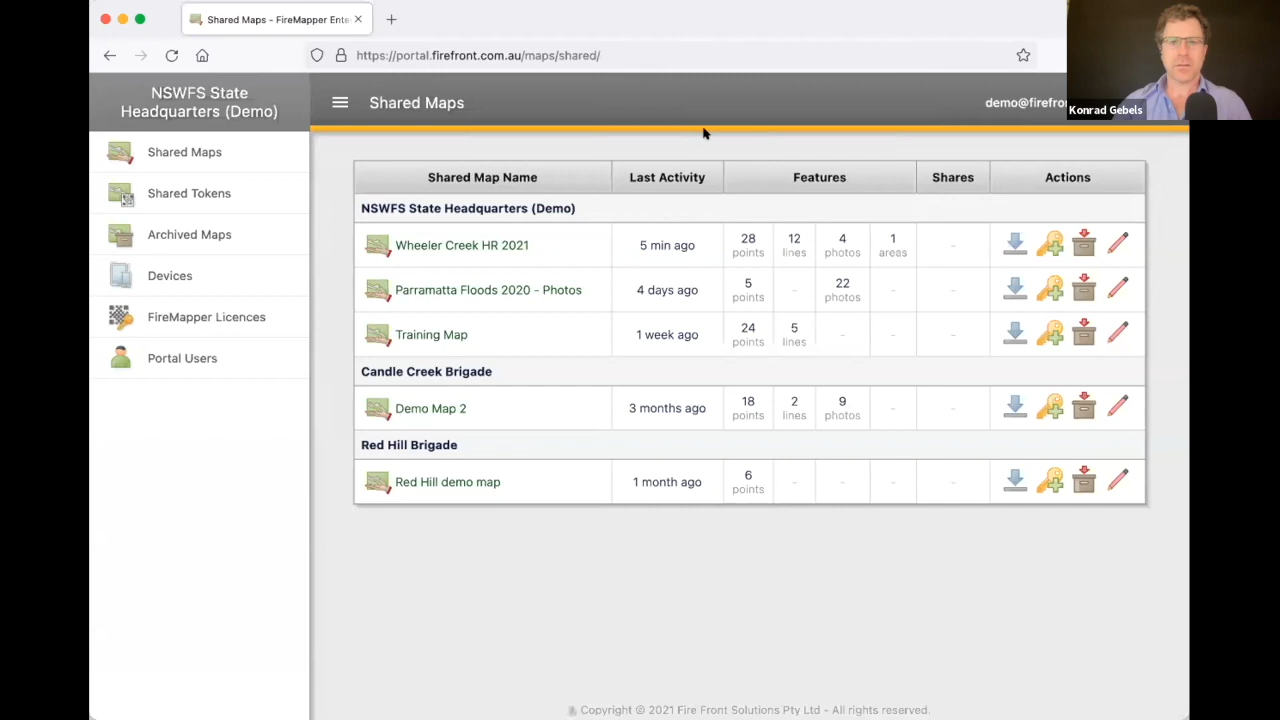 Shared Maps - FireMapper Ente
https://portal.firefront.com.au/maps/shared/
Konrad Gebels
NSWFS State
Headquarters (Demo)
Shared Maps
demo@firefro
Shared Maps
Shared Tokens
Archived Maps
Devices
FireMapper Licences
Portal Users
Shared Map Name Last Activity Features Shares Actions
NSWFS State Headquarters (Demo)
Wheeler Creek HR 2021 5 min ago 28 points 12 lines 4 photos 1 areas -
Parramatta Floods 2020 - Photos 4 days ago 5 points - 22 photos - -
Training Map 1 week ago 24 points 5 lines - - -
Candle Creek Brigade
Demo Map 2 3 months ago 18 points 2 lines 9 photos - -
Red Hill Brigade
Red Hill demo map 1 month ago 6 points - - - -
Copyright © 2021 Fire Front Solutions Pty Ltd - All rights reserved.